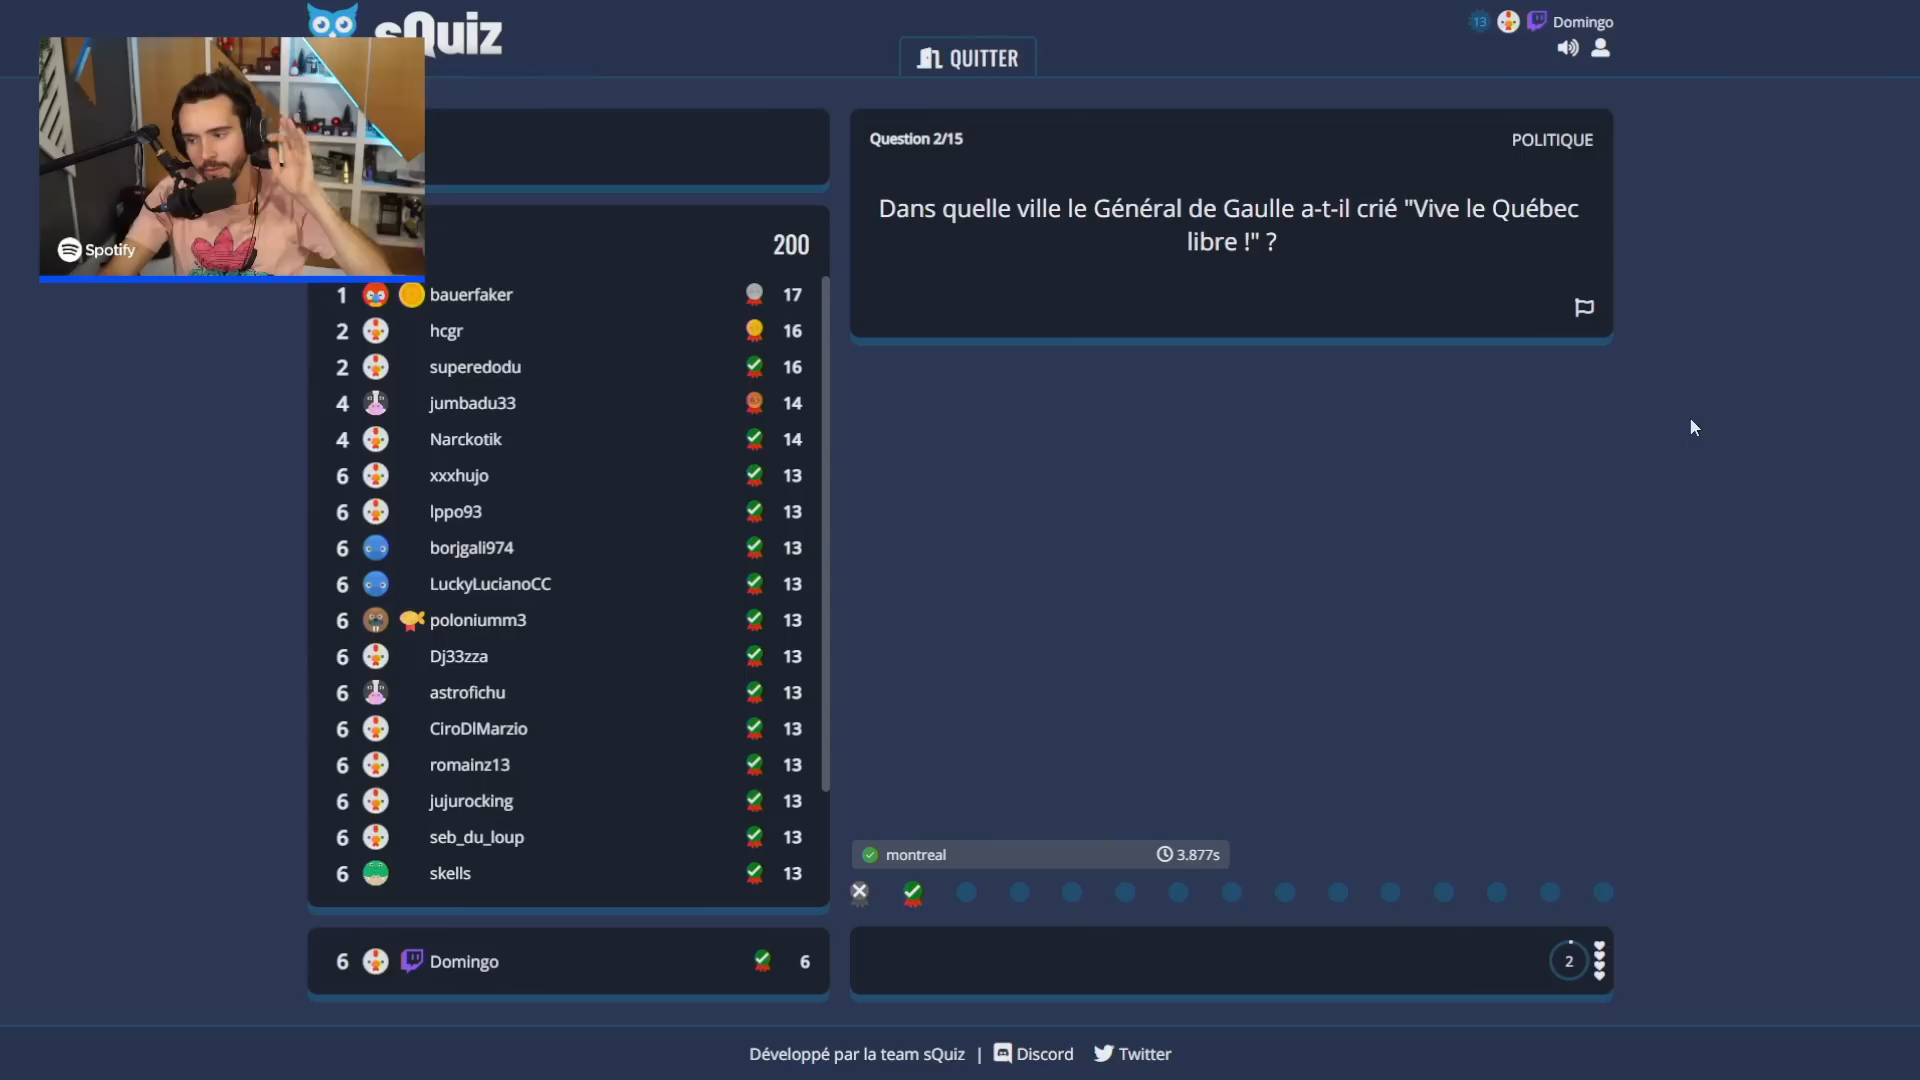 sQuiz
13 Domingo
QUITTER
Spotify
200
1 bauerfaker 17
2 hcgr 16
2 superedodu 16
4 jumbadu33 14
4 Narckotik 14
6 xxxhujo 13
6 lppo93 13
6 borjgali974 13
6 LuckyLucianoCC 13
6 poloniumm3 13
6 Dj33zza 13
6 astrofichu 13
6 CiroDlMarzio 13
6 romainz13 13
6 jujurocking 13
6 seb_du_loup 13
6 skells 13
6 Domingo 6
Question 2/15
POLITIQUE
Dans quelle ville le Général de Gaulle a-t-il crié "Vive le Québec
libre !" ?
montreal 3.877s
2
Développé par la team sQuiz | Discord Twitter